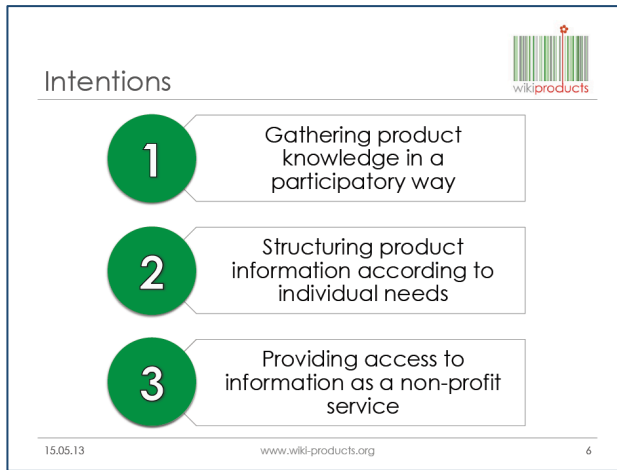 wikiproducts
Intentions
1
Gathering product
knowledge in a
participatory way
2
Structuring product
information according to
individual needs
3
Providing access to
information as a non-profit
service
15.05.13
www.wiki-products.org
6